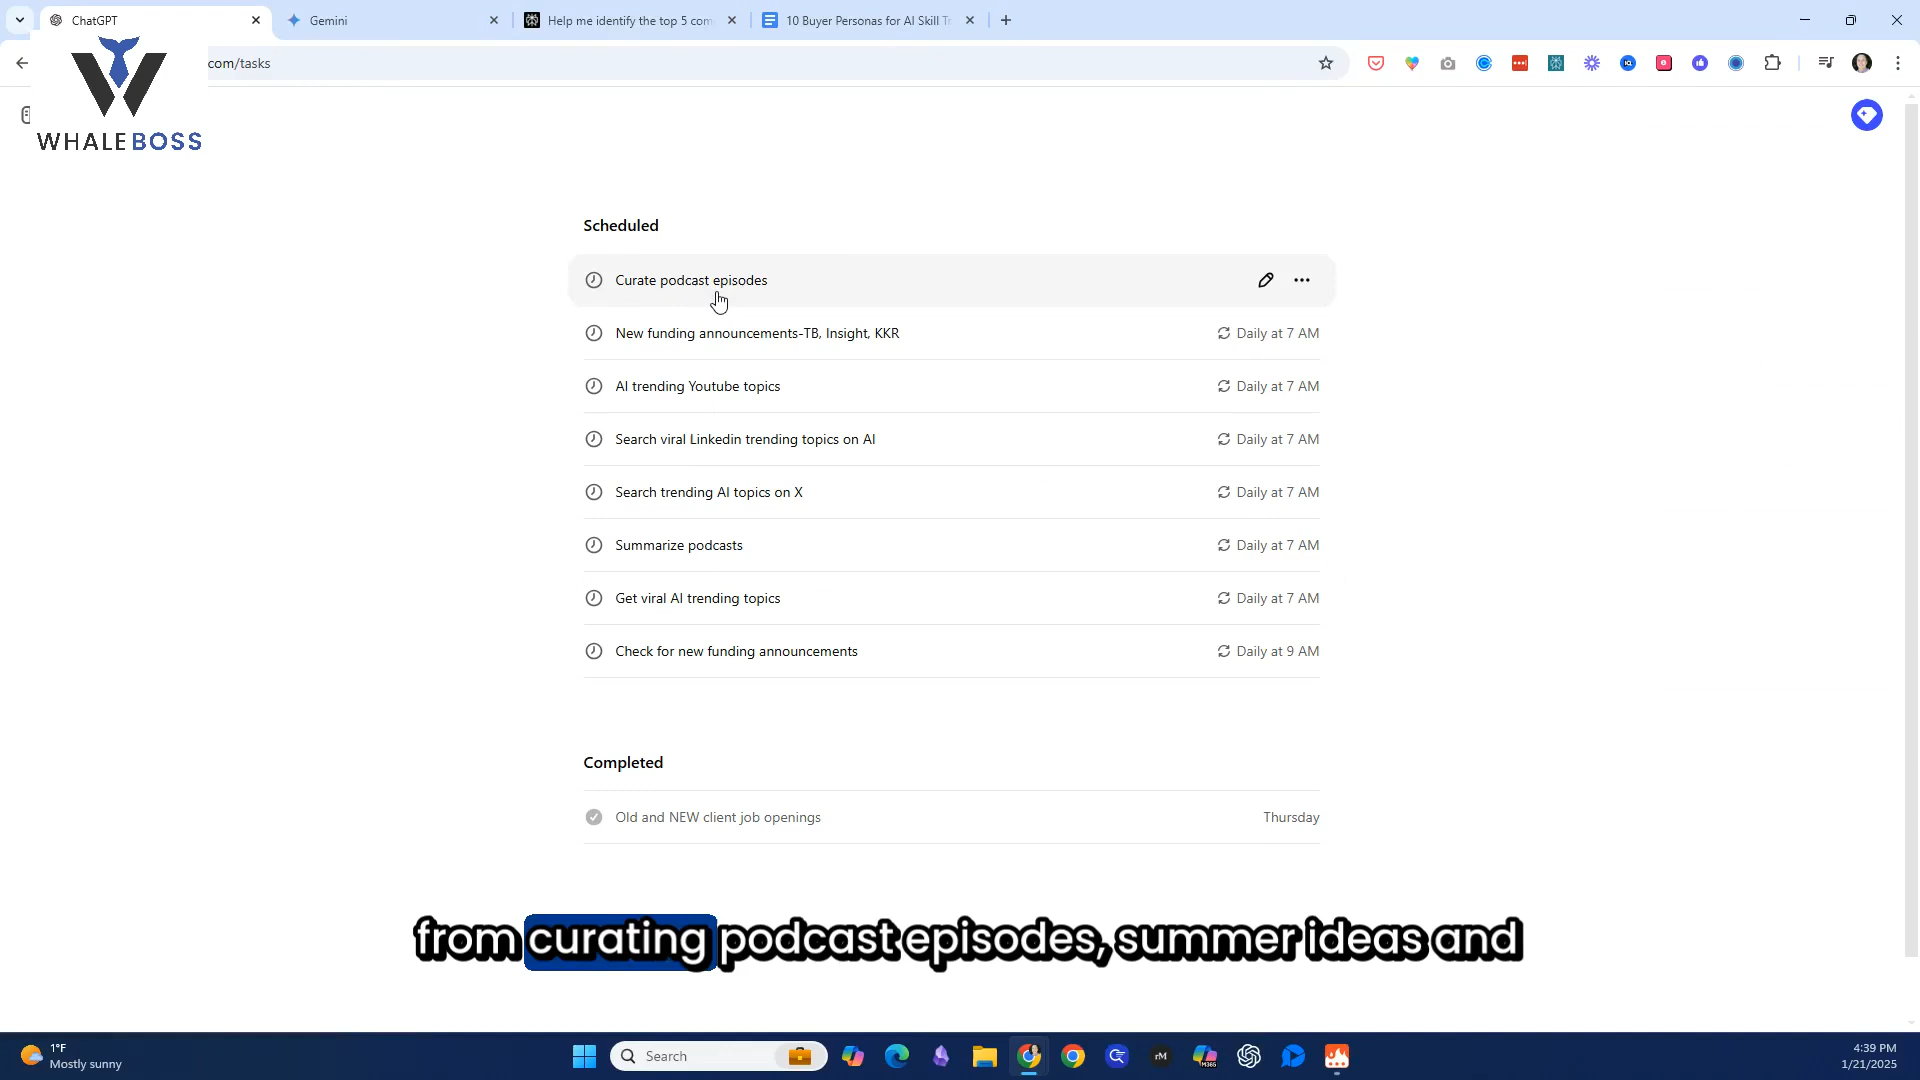 ChatGPT
Gemini
Help me identify the top 5 com
10 Buyer Personas for AI Skill Tr
com/tasks
WHALEBOSS
Scheduled
Curate podcast episodes
New funding announcements-TB, Insight, KKR
Daily at 7 AM
AI trending Youtube topics
Daily at 7 AM
Search viral Linkedin trending topics on AI
Daily at 7 AM
Search trending AI topics on X
Daily at 7 AM
Summarize podcasts
Daily at 7 AM
Get viral AI trending topics
Daily at 7 AM
Check for new funding announcements
Daily at 9 AM
Completed
Old and NEW client job openings
Thursday
from curating podcast episodes, summer ideas and
1°F
Mostly sunny
Search
rM
M365
4:39 PM
1/21/2025